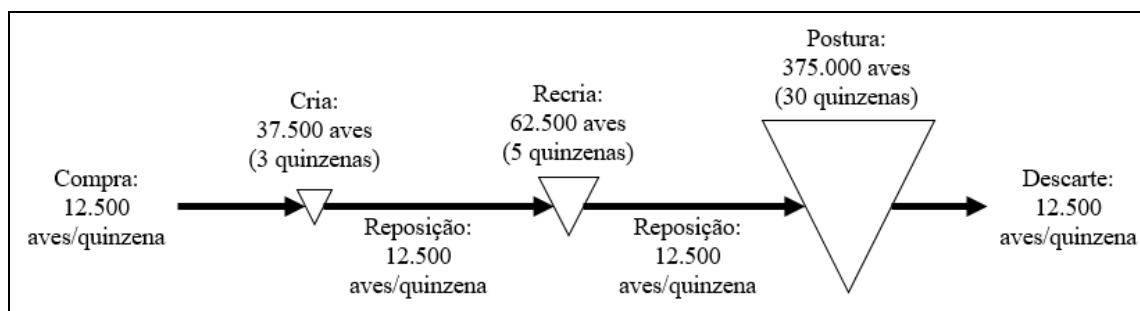 Compra:
12.500
aves/quinzena
Cria:
37.500 aves
(3 quinzenas)
Reposição:
12.500
aves/quinzena
Recria:
62.500 aves
(5 quinzenas)
Reposição:
12.500
aves/quinzena
Postura:
375.000 aves
(30 quinzenas)
Descarte:
12.500
aves/quinzena